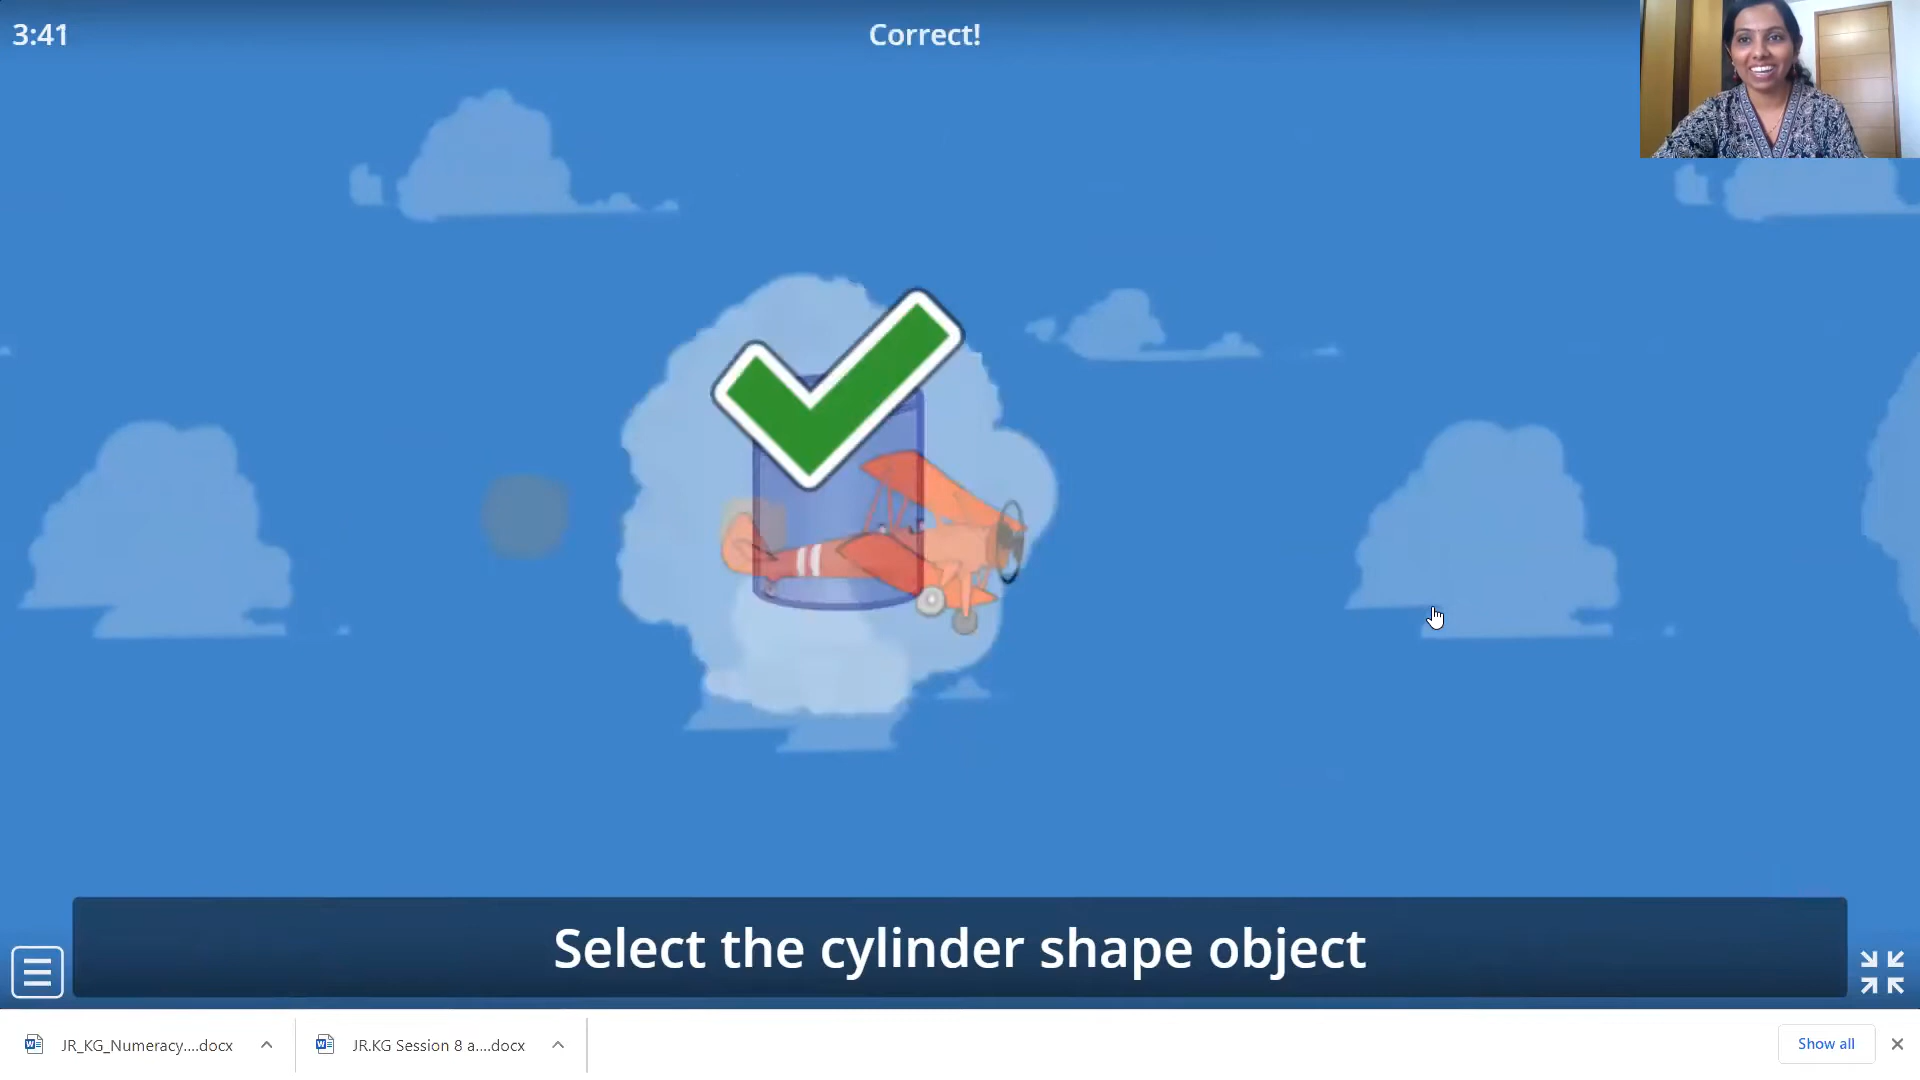 3:41
Correct!
Select the cylinder shape object
JR_KG_Numeracy....docx
JR.KG Session 8 a....docx
Show all